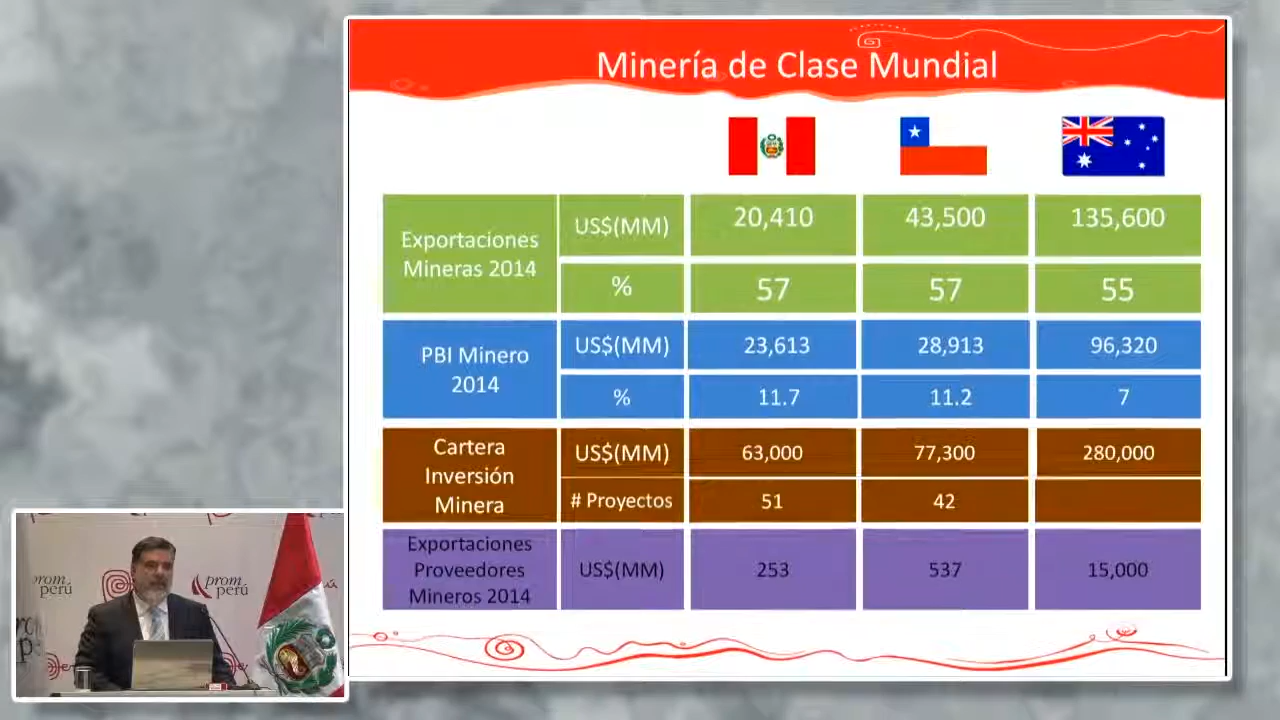 Minería de Clase Mundial
Exportaciones
Mineras 2014
US$(MM)
20,410
43,500
135,600
%
57
57
55
PBI Minero
2014
US$(MM)
23,613
28,913
96,320
%
11.7
11.2
7
Cartera
Inversión
Minera
US$(MM)
63,000
77,300
280,000
# Proyectos
51
42
Exportaciones
Proveedores
Mineros 2014
US$(MM)
253
537
15,000
prom
perú
prom
perú